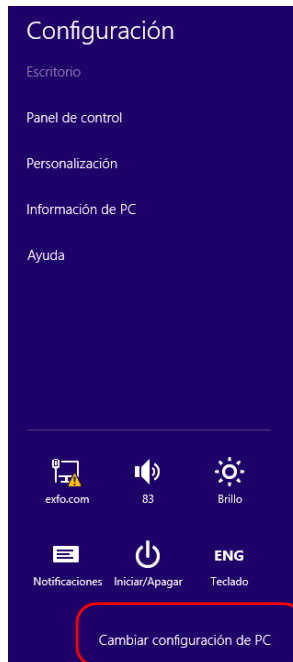 Configuración
Escritorio
Panel de control
Personalización
Información de PC
Ayuda
exfo.com
83
Brillo
ENG
Notificaciones
Iniciar/Apagar
Teclado
Cambiar configuración de PC